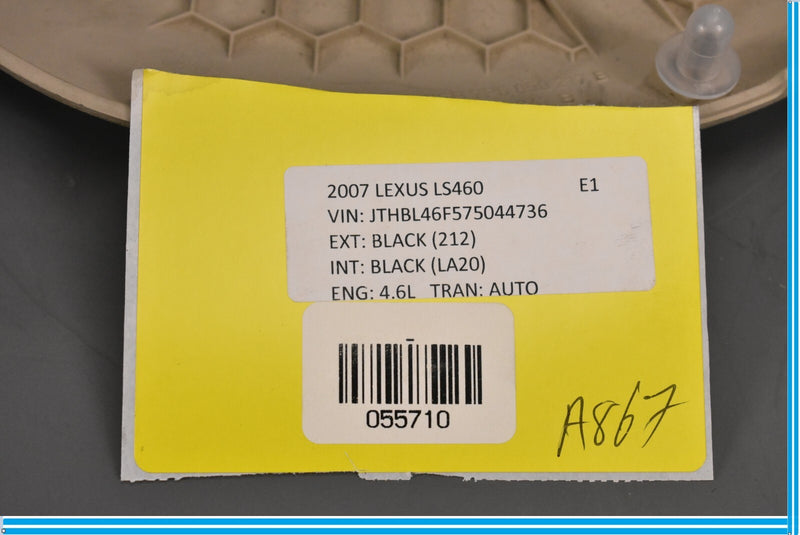 2007 LEXUS LS460 E1
VIN: JTHBL46F575044736
EXT: BLACK (212)
INT: BLACK (LA20)
ENG: 4.6L TRAN: AUTO
055710
A867